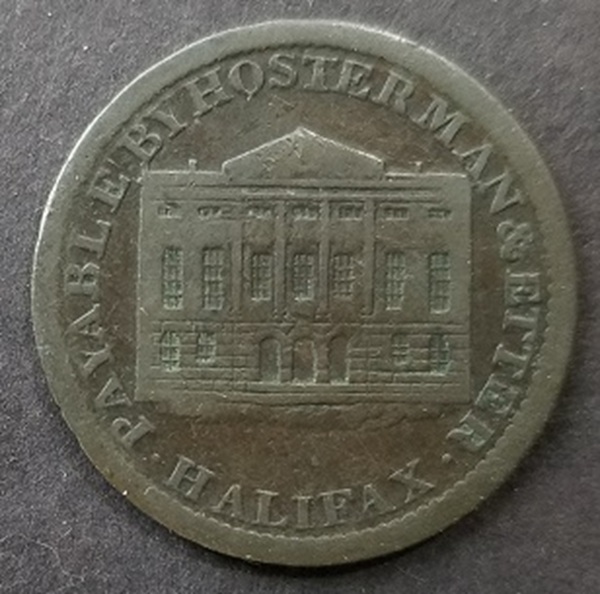 PAYABLE BY HOSTERMAN & ETTER
· HALIFAX ·